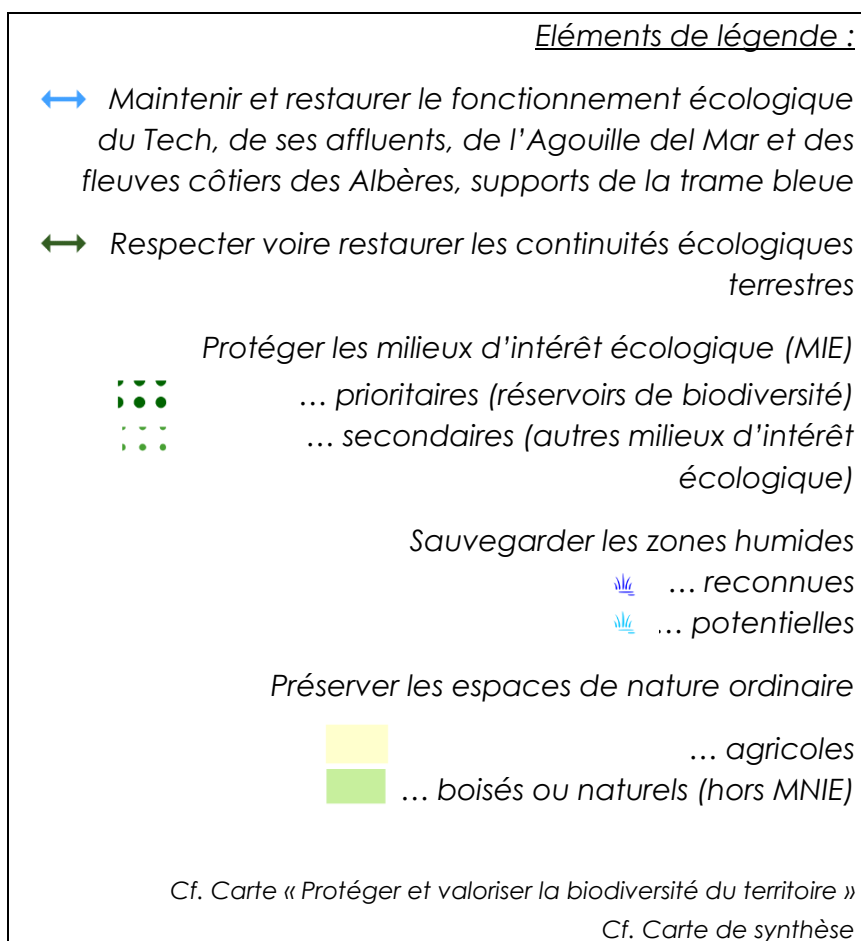 Eléments de légende :
Maintenir et restaurer le fonctionnement écologique
du Tech, de ses affluents, de l’Agouille del Mar et des
fleuves côtiers des Albères, supports de la trame bleue
Respecter voire restaurer les continuités écologiques
terrestres
Protéger les milieux d’intérêt écologique (MIE)
… prioritaires (réservoirs de biodiversité)
… secondaires (autres milieux d’intérêt
écologique)
Sauvegarder les zones humides
… reconnues
… potentielles
Préserver les espaces de nature ordinaire
… agricoles
… boisés ou naturels (hors MNIE)
Cf. Carte « Protéger et valoriser la biodiversité du territoire »
Cf. Carte de synthèse